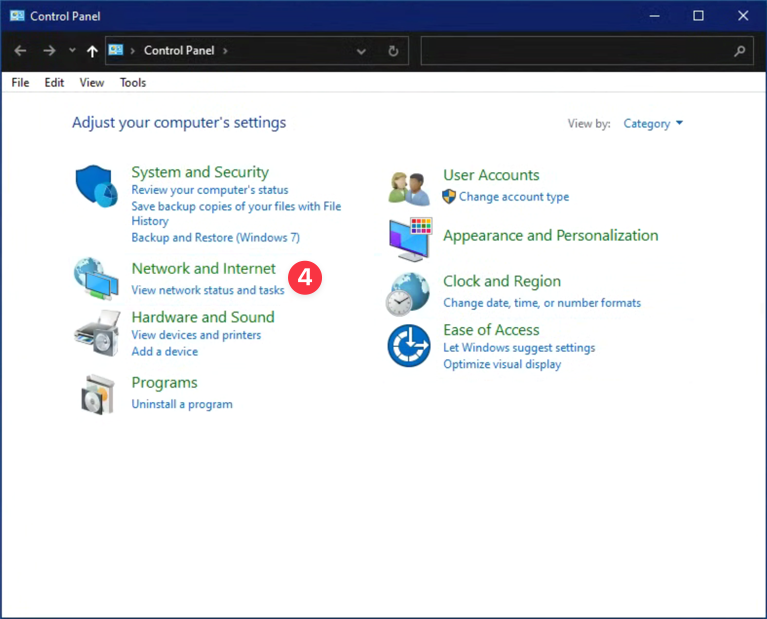 Control Panel
Control Panel
File Edit View Tools
Adjust your computer's settings
View by: Category
System and Security
Review your computer's status
Save backup copies of your files with File
History
Backup and Restore (Windows 7)
Network and Internet
4
View network status and tasks
Hardware and Sound
View devices and printers
Add a device
Programs
Uninstall a program
User Accounts
Change account type
Appearance and Personalization
Clock and Region
Change date, time, or number formats
Ease of Access
Let Windows suggest settings
Optimize visual display